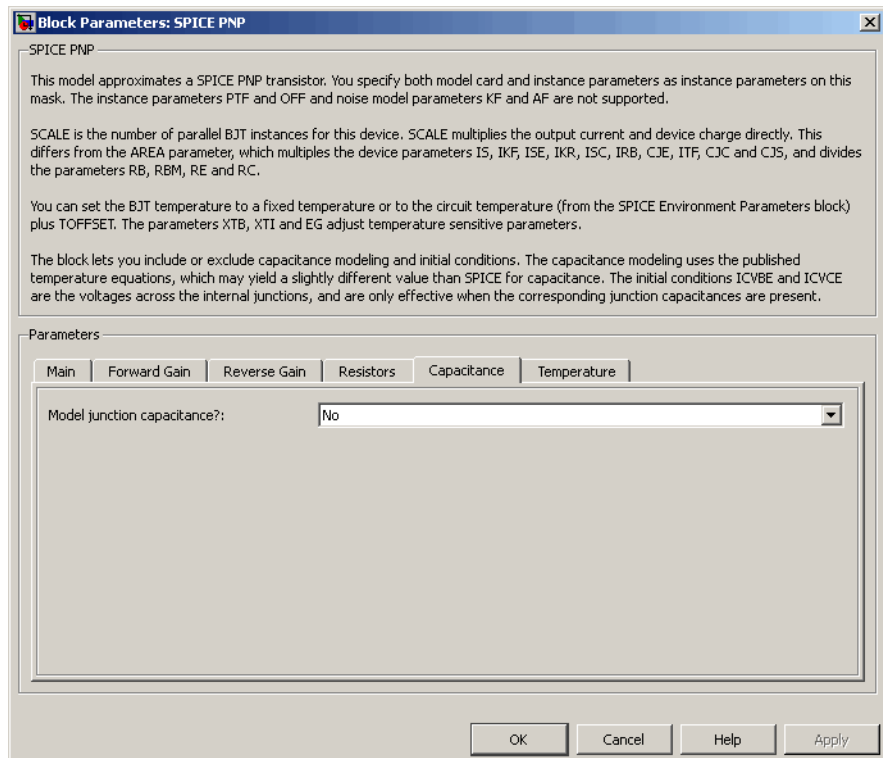 Block Parameters: SPICE PNP
SPICE PNP
This model approximates a SPICE PNP transistor. You specify both model card and instance parameters as instance parameters on this
mask. The instance parameters PTF and OFF and noise model parameters KF and AF are not supported.
SCALE is the number of parallel BJT instances for this device. SCALE multiplies the output current and device charge directly. This
differs from the AREA parameter, which multiples the device parameters IS, IKF, ISE, IKR, ISC, IRB, CJE, ITF, CJC and CJS, and divides
the parameters RB, RBM, RE and RC.
You can set the BJT temperature to a fixed temperature or to the circuit temperature (from the SPICE Environment Parameters block)
plus TOFFSET. The parameters XTB, XTI and EG adjust temperature sensitive parameters.
The block lets you include or exclude capacitance modeling and initial conditions. The capacitance modeling uses the published
temperature equations, which may yield a slightly different value than SPICE for capacitance. The initial conditions ICVBE and ICVCE
are the voltages across the internal junctions, and are only effective when the corresponding junction capacitances are present.
Parameters
Main Forward Gain Reverse Gain Resistors Capacitance Temperature
Model junction capacitance?: No
OK Cancel Help Apply